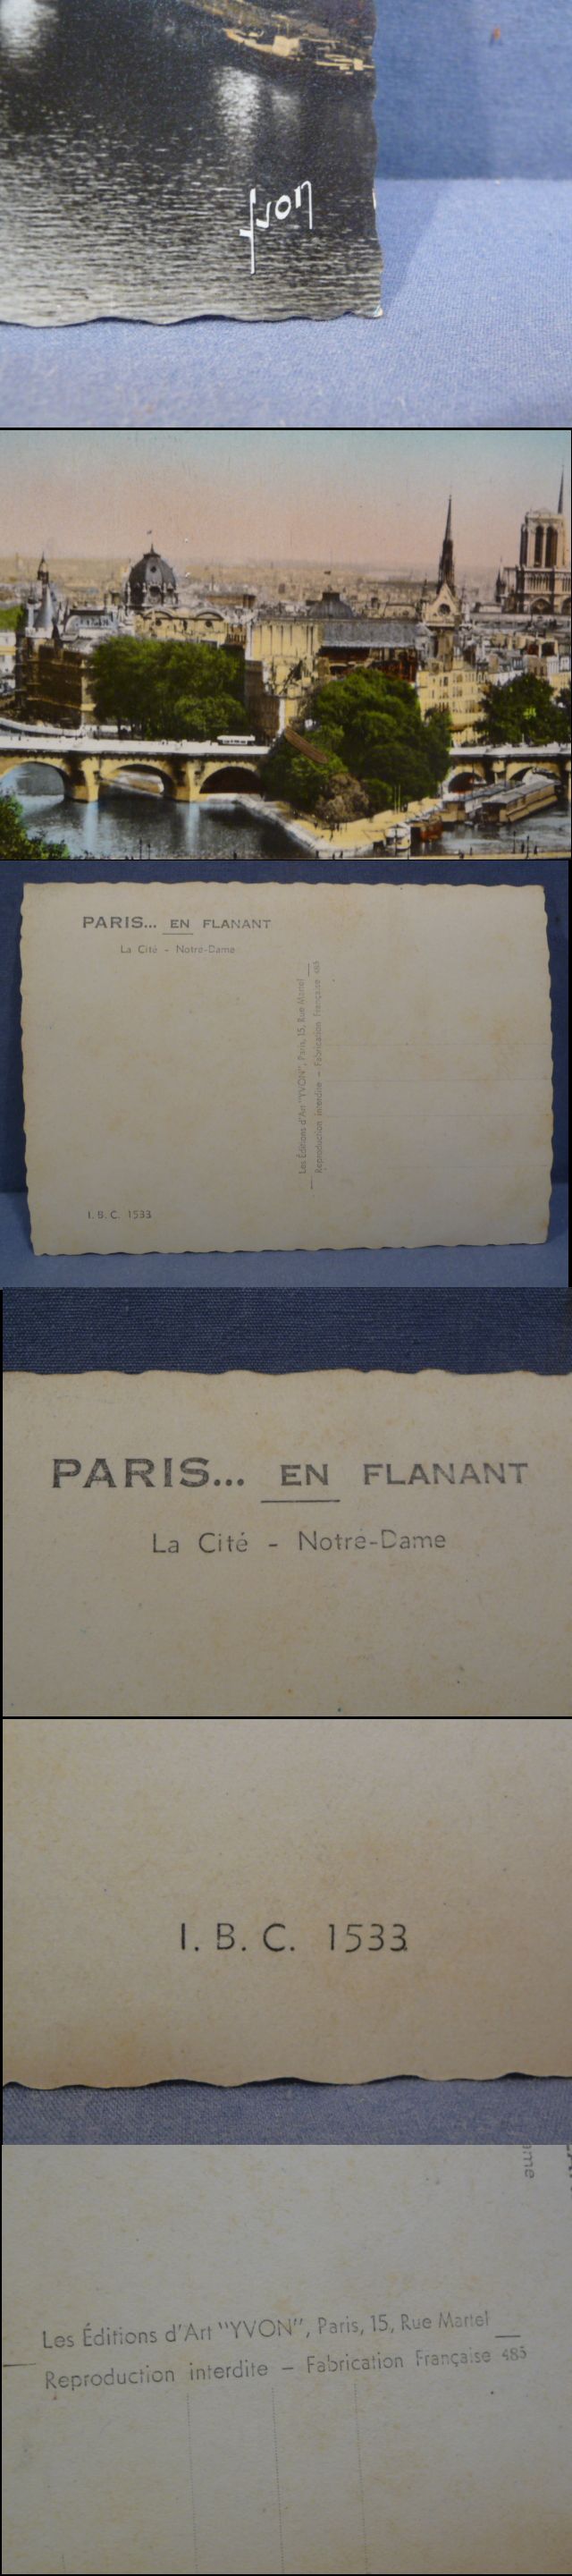 yvon
PARIS... EN FLANANT
La Cité - Notre-Dame
Les Éditions d'Art "YVON", Paris, 15, Rue Martel
Reproduction interdite - Fabrication Française 485
I. B. C. 1533
PARIS... EN FLANANT
La Cité - Notre-Dame
I. B. C. 1533
ame
Les Éditions d'Art "YVON", Paris, 15, Rue Martel
Reproduction interdite – Fabrication Française 485